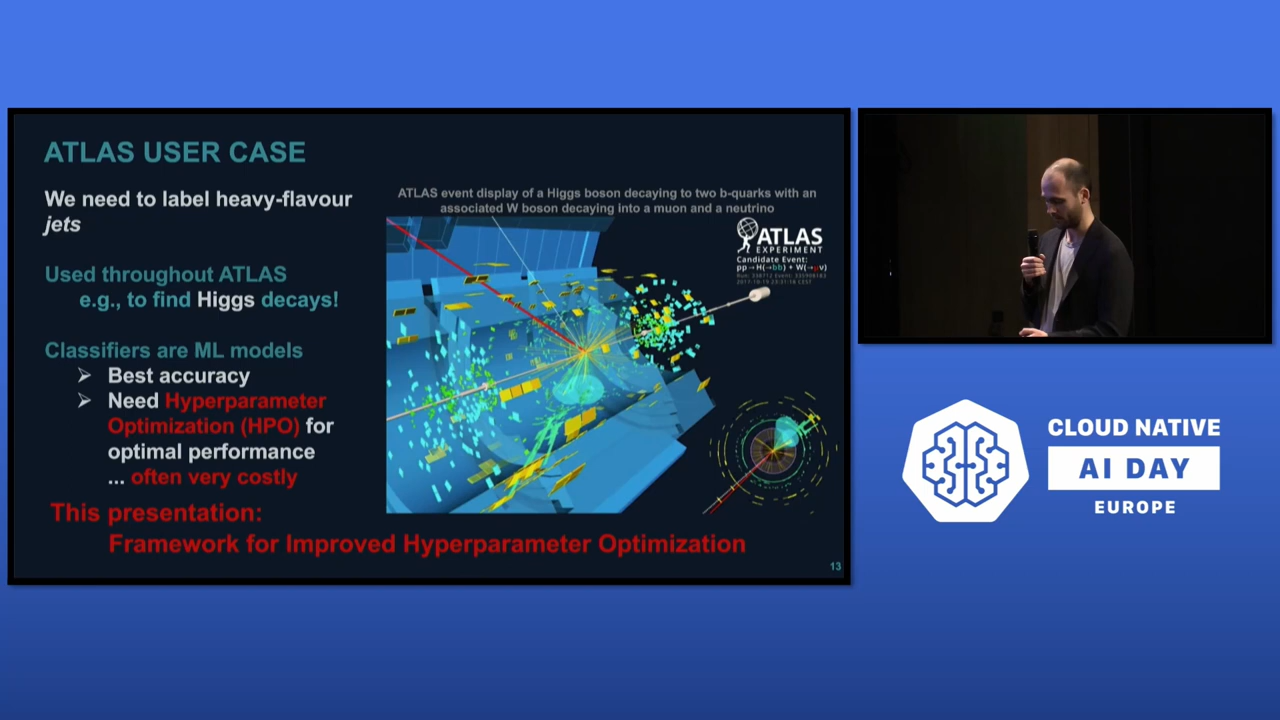 ATLAS USER CASE
We need to label heavy-flavour
jets
Used throughout ATLAS
e.g., to find Higgs decays!
Classifiers are ML models
➢ Best accuracy
➢ Need Hyperparameter
Optimization (HPO) for
optimal performance
... often very costly
This presentation:
Framework for Improved Hyperparameter Optimization
ATLAS event display of a Higgs boson decaying to two b-quarks with an
associated W boson decaying into a muon and a neutrino
ATLAS
EXPERIMENT
Candidate Event:
pp→H(→bb) + W(→μν)
13
CLOUD NATIVE
AI DAY
EUROPE